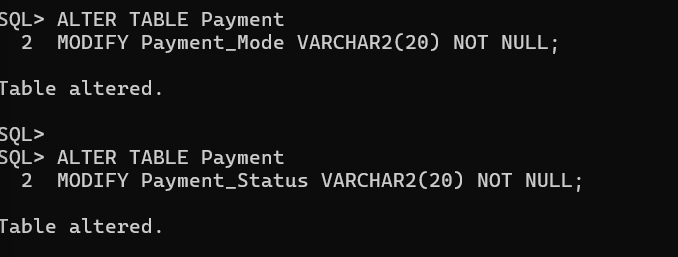 SQL> ALTER TABLE Payment
2 MODIFY Payment_Mode VARCHAR2(20) NOT NULL;
Table altered.
SQL>
SQL> ALTER TABLE Payment
2 MODIFY Payment_Status VARCHAR2(20) NOT NULL;
Table altered.